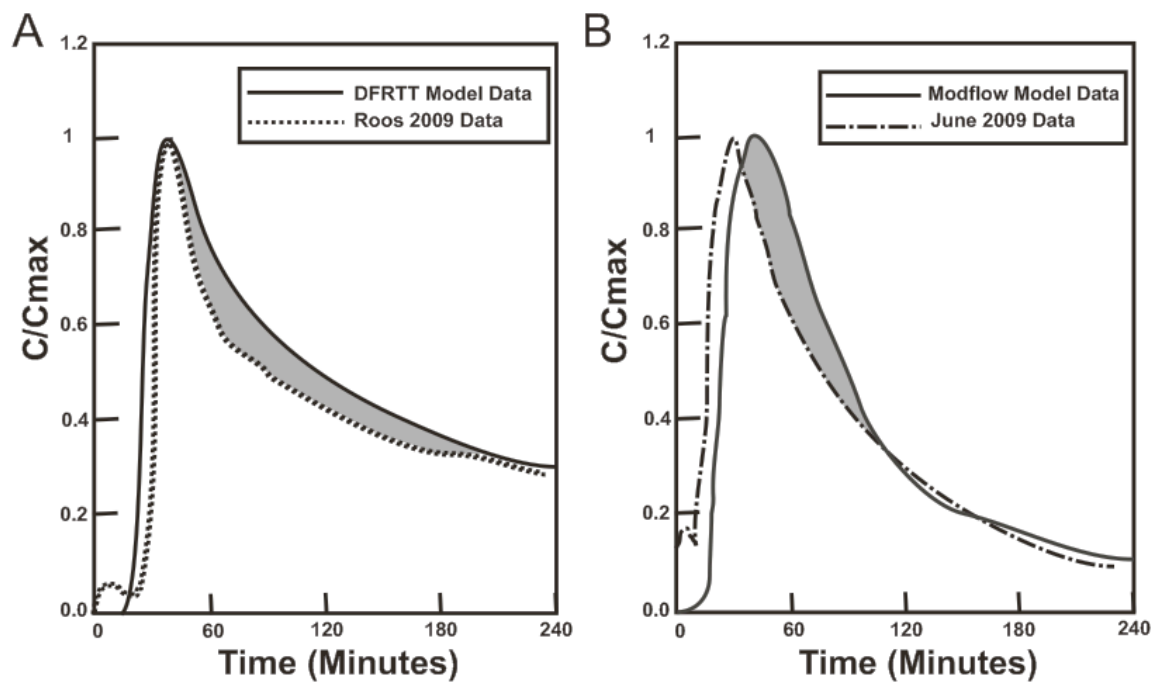 A
1.2
DFRTT Model Data
Roos 2009 Data
1
0.8
0.6
0.4
0.2
0.0
C/Cmax
0 60 120 180 240
Time (Minutes)
B
1.2
Modflow Model Data
June 2009 Data
1
0.8
0.6
0.4
0.2
0.0
C/Cmax
0 60 120 180 240
Time (Minutes)